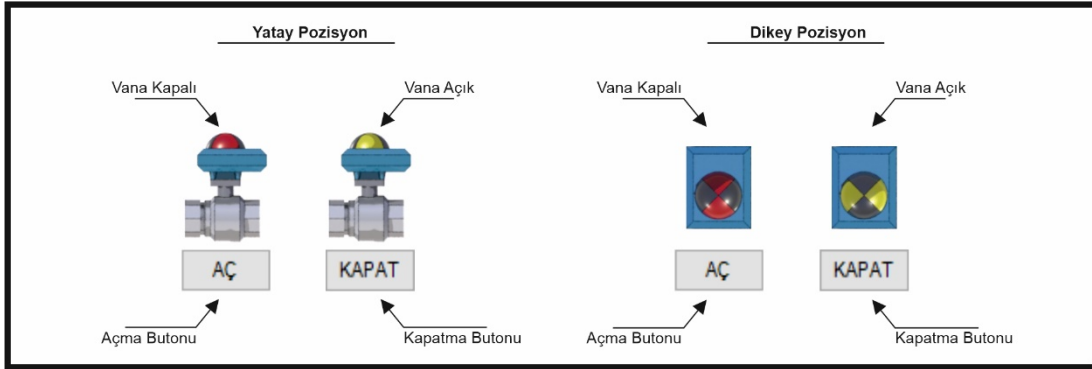 Yatay Pozisyon
Dikey Pozisyon
Vana Kapalı
Vana Açık
Vana Kapalı
Vana Açık
AÇ
KAPAT
AÇ
KAPAT
Açma Butonu
Kapatma Butonu
Açma Butonu
Kapatma Butonu